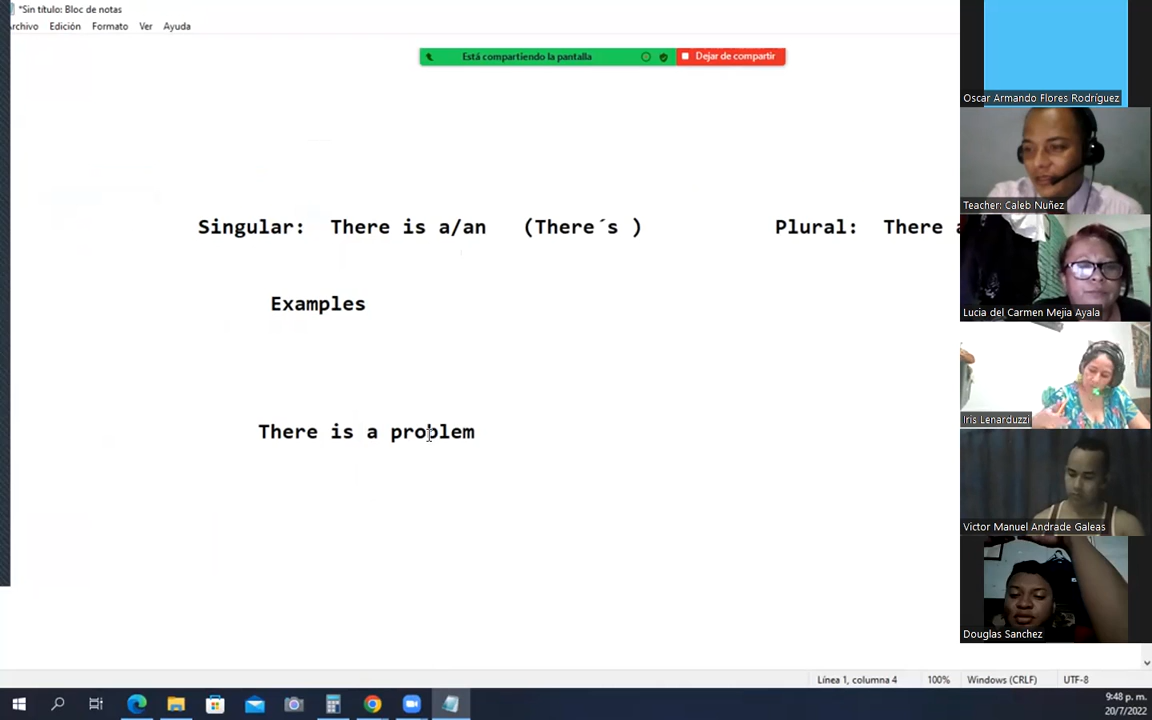 *Sin título: Bloc de notas
rchivo Edición Formato Ver Ayuda
Está compartiendo la pantalla
Dejar de compartir
Oscar Armando Flores Rodríguez
Teacher: Caleb Nuñez
Singular: There is a/an (There´s ) Plural: There a
Examples
Lucia del Carmen Mejia Ayala
Iris Lenarduzzi
There is a problem
Víctor Manuel Andrade Galeas
Douglas Sanchez
Línea 1, columna 4 100% Windows (CRLF) UTF-8
9:48 p. m.
20/7/2022